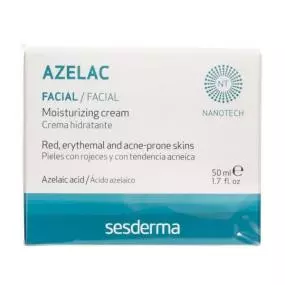 AZELAC
FACIAL / FACIAL
Moisturizing cream
Crema hidratante
NT
NANOTECH
Red, erythemal and acne-prone skins
Pieles con rojeces y con tendencia acneica
Azelaic acid / Ácido azelaico
50 ml ℮
1.7 fl. oz
sesderma